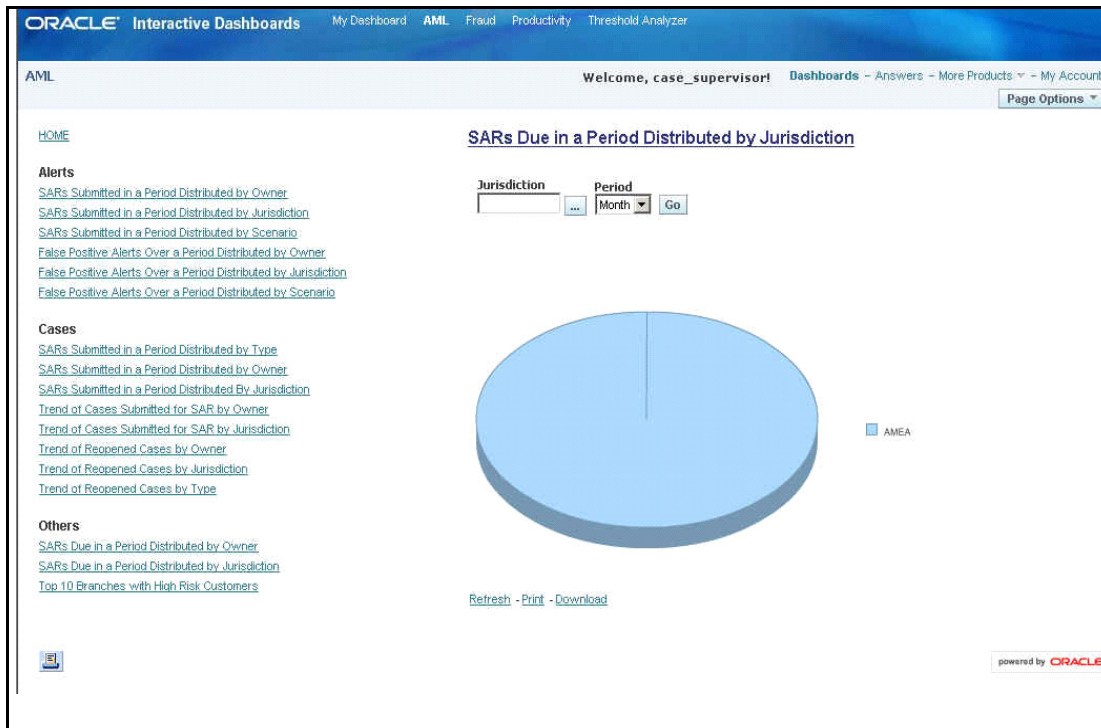 ORACLE Interactive Dashboards My Dashboard AML Fraud Productivity Threshold Analyzer
AML Welcome, case_supervisor! Dashboards - Answers - More Products - My Account
Page Options
HOME
Alerts
SARs Submitted in a Period Distributed by Owner
SARs Submitted in a Period Distributed by Jurisdiction
SARs Submitted in a Period Distributed by Scenario
False Positive Alerts Over a Period Distributed by Owner
False Positive Alerts Over a Period Distributed by Jurisdiction
False Positive Alerts Over a Period Distributed by Scenario
Cases
SARs Submitted in a Period Distributed by Type
SARs Submitted in a Period Distributed by Owner
SARs Submitted in a Period Distributed By Jurisdiction
Trend of Cases Submitted for SAR by Owner
Trend of Cases Submitted for SAR by Jurisdiction
Trend of Reopened Cases by Owner
Trend of Reopened Cases by Jurisdiction
Trend of Reopened Cases by Type
Others
SARs Due in a Period Distributed by Owner
SARs Due in a Period Distributed by Jurisdiction
Top 10 Branches with High Risk Customers
SARs Due in a Period Distributed by Jurisdiction
Jurisdiction Period
... Month Go
AMEA
Refresh - Print - Download
powered by ORACLE